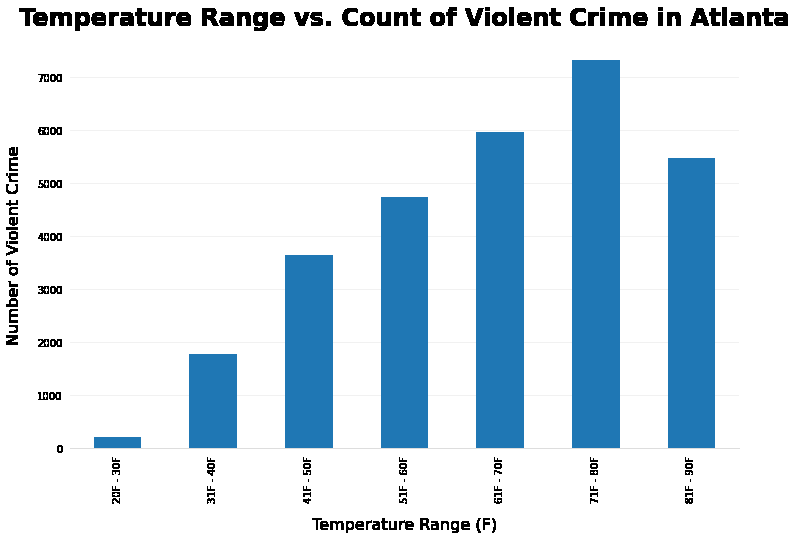 Temperature Range vs. Count of Violent Crime in Atlanta
Number of Violent Crime
7000
6000
5000
4000
3000
2000
1000
0
20F - 30F
31F - 40F
41F - 50F
51F - 60F
61F - 70F
71F - 80F
81F - 90F
Temperature Range (F)